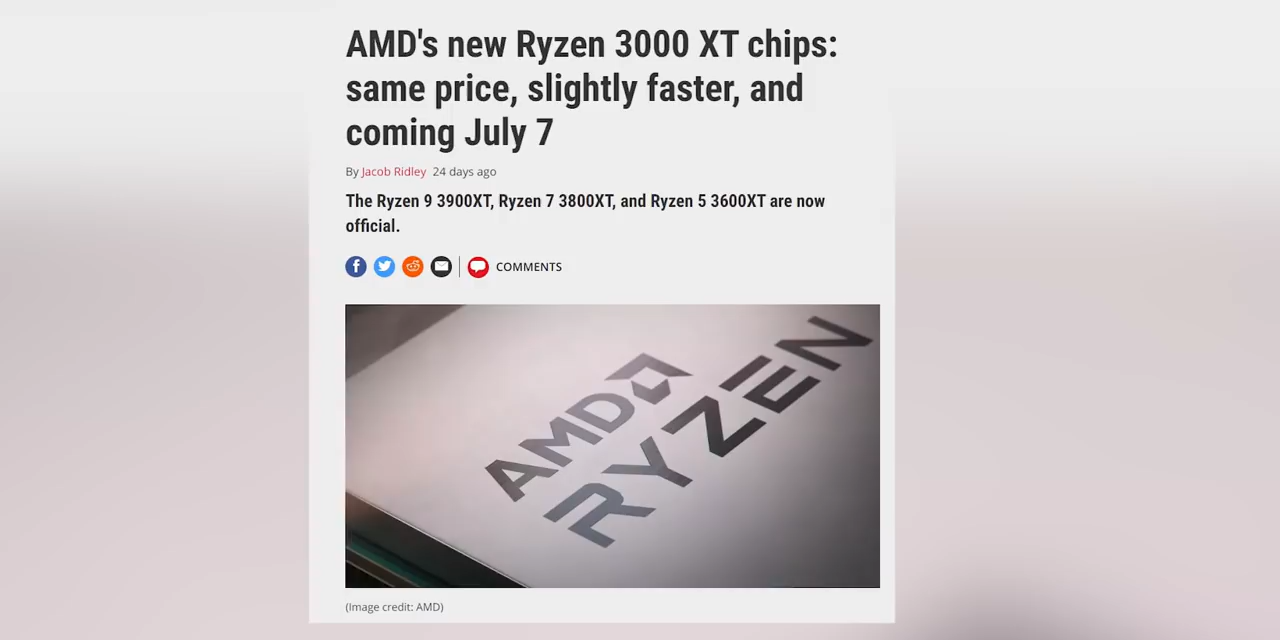 AMD's new Ryzen 3000 XT chips:
same price, slightly faster, and
coming July 7
By Jacob Ridley 24 days ago
The Ryzen 9 3900XT, Ryzen 7 3800XT, and Ryzen 5 3600XT are now
official.
COMMENTS
AMD
RYZEN
(Image credit: AMD)